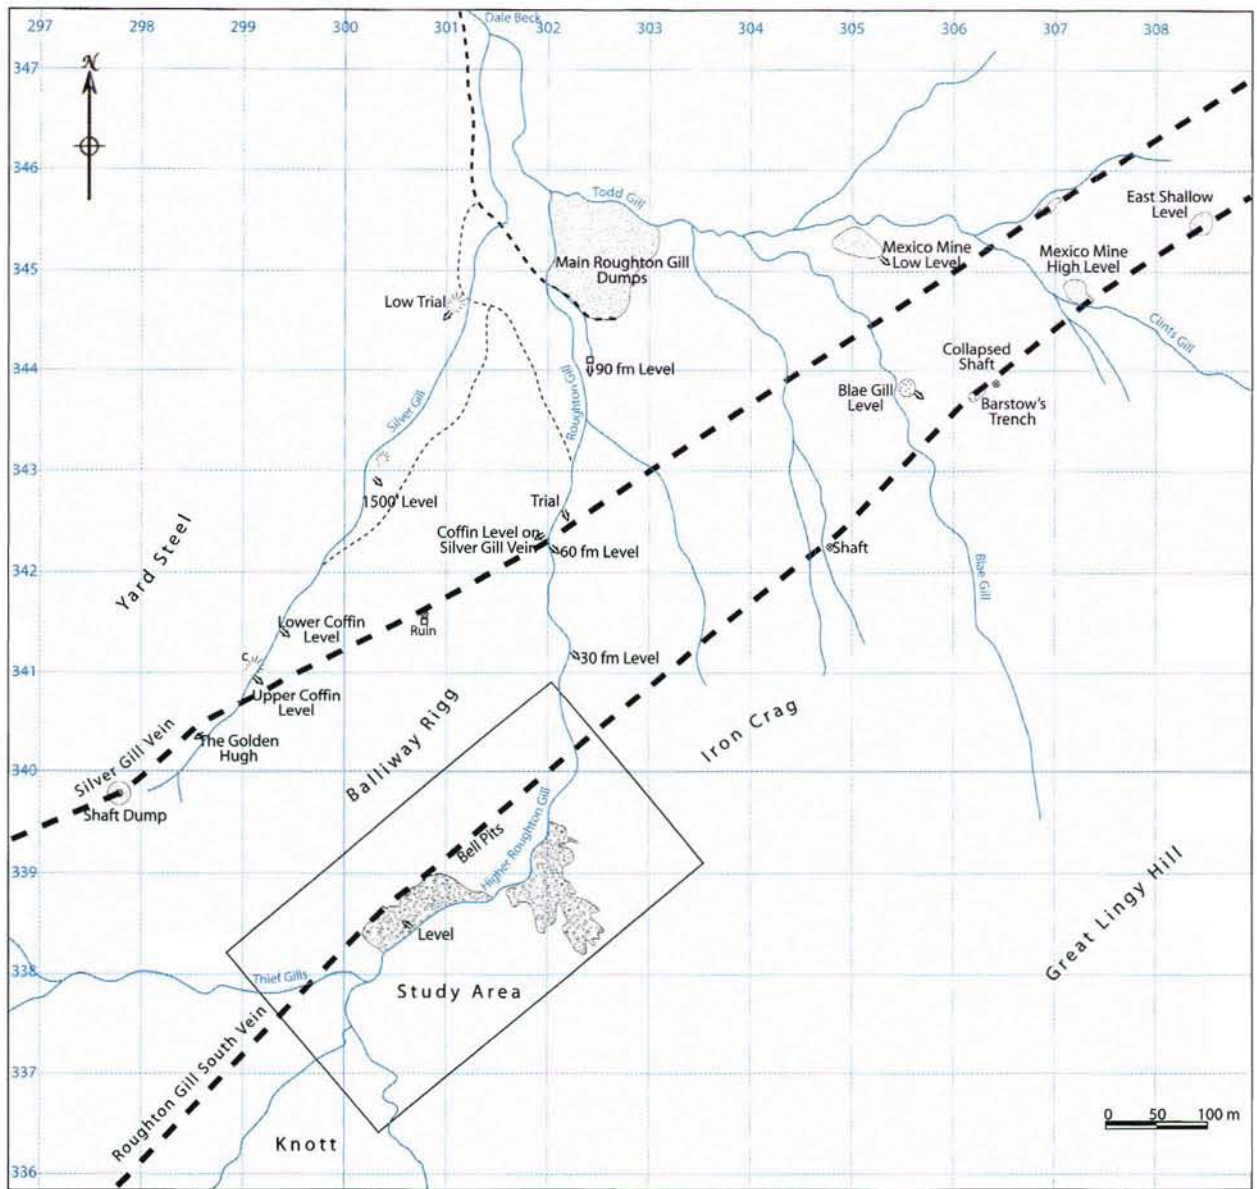 297 298 299 300 301 302 303 304 305 306 307 308
Dale Beck
347
N
346
Todd Gill
East Shallow
Level
Main Roughton Gill
Dumps
Mexico Mine
Low Level
Mexico Mine
High Level
345
Low Trial
Clints Gill
344
90 fm Level
Collapsed
Shaft
Blae Gill
Level
Barstow's
Trench
Silver Gill
Roughton Gill
343
1500' Level
Trial
Coffin Level on
Silver Gill Vein
60 fm Level
Shaft
Yard Steel
342
Blae Gill
Lower Coffin
Level
Ruin
30 fm Level
341
c
Upper Coffin
Level
The Golden
Hugh
Balliway Rigg
Iron Crag
Silver Gill Vein
340
Shaft Dump
Bell Pits
Higher Roughton Gill
339
Level
Great Lingy Hill
338
Thief Gills
Study Area
Roughton Gill South Vein
337
0 50 100 m
Knott
336